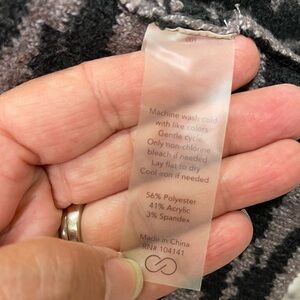 Machine wash cold
with like colors
Gentle cycle
Only non-chlorine
bleach if needed
Lay flat to dry
Cool iron if needed
56% Polyester
41% Acrylic
3% Spandex
Made in China
RN# 104141